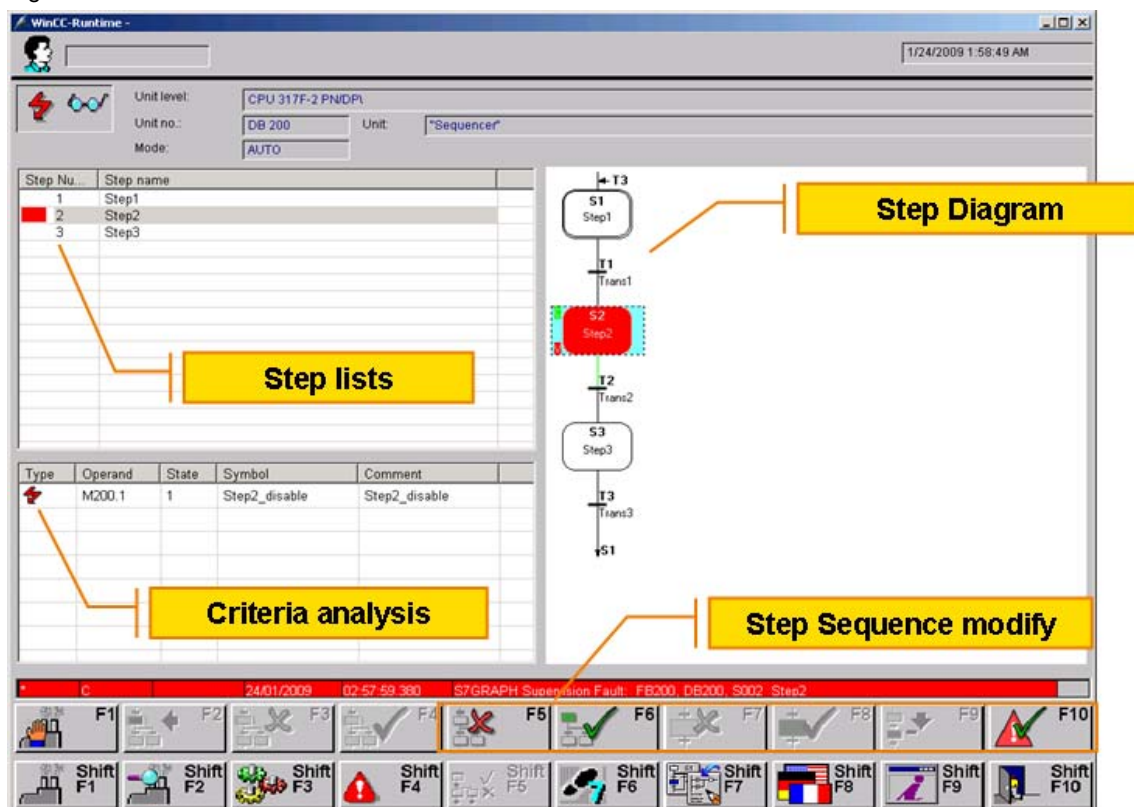 WinCC-Runtime -
1/24/2009 1:58:49 AM
Unit level: CPU 317F-2 PN/DP\
Unit no.: DB 200 Unit: "Sequencer"
Mode: AUTO
Step Nu... Step name
1 Step1
2 Step2
3 Step3
Step lists
Type Operand State Symbol Comment
M200.1 1 Step2_disable Step2_disable
Criteria analysis
T3
S1
Step1
T1
Trans1
S2
Step2
T2
Trans2
S3
Step3
T3
Trans3
S1
Step Diagram
Step Sequence modify
* C 24/01/2009 02:57:59.380 S7GRAPH Supervision Fault: FB200, DB200, S002 Step2
F1 F2 F3 F4 F5 F6 F7 F8 F9 F10
Shift F1 Shift F2 Shift F3 Shift F4 Shift F5 Shift F6 Shift F7 Shift F8 Shift F9 Shift F10